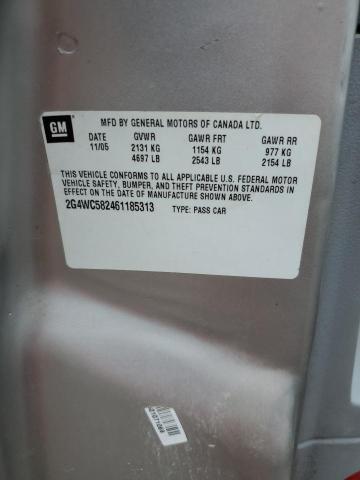 GM
MFD BY GENERAL MOTORS OF CANADA LTD.
DATE GVWR GAWR FRT GAWR RR
11/05 2131 KG 1154 KG 977 KG
4697 LB 2543 LB 2154 LB
THIS VEHICLE CONFORMS TO ALL APPLICABLE U.S. FEDERAL MOTOR
VEHICLE SAFETY, BUMPER, AND THEFT PREVENTION STANDARDS IN
EFFECT ON THE DATE OF MANUFACTURE SHOWN ABOVE.
2G4WC582461185313 TYPE: PASS CAR